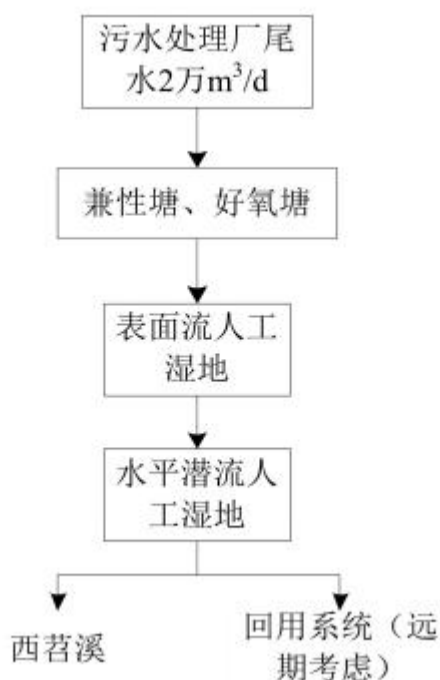 污水处理厂尾
水2万m³/d
兼性塘、好氧塘
表面流人工
湿地
水平潜流人
工湿地
西苕溪
回用系统（远
期考虑）